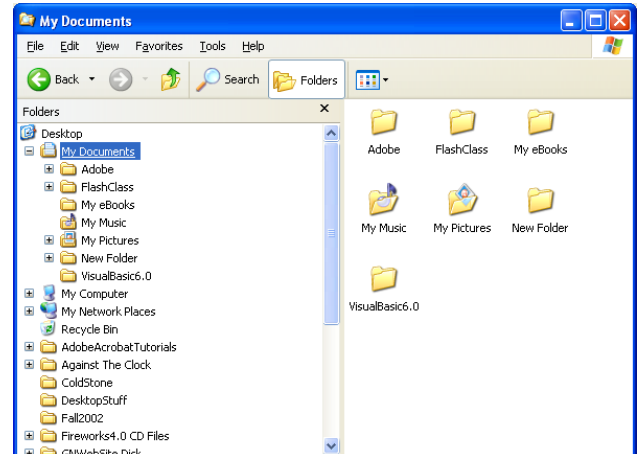 My Documents
File Edit View Favorites Tools Help
Back Search Folders
Folders
Desktop
My Documents
Adobe
FlashClass
My eBooks
My Music
My Pictures
New Folder
VisualBasic6.0
My Computer
My Network Places
Recycle Bin
AdobeAcrobatTutorials
Against The Clock
ColdStone
DesktopStuff
Fall2002
Fireworks4.0 CD Files
GNWebSite Disk
Adobe FlashClass My eBooks
My Music My Pictures New Folder
VisualBasic6.0